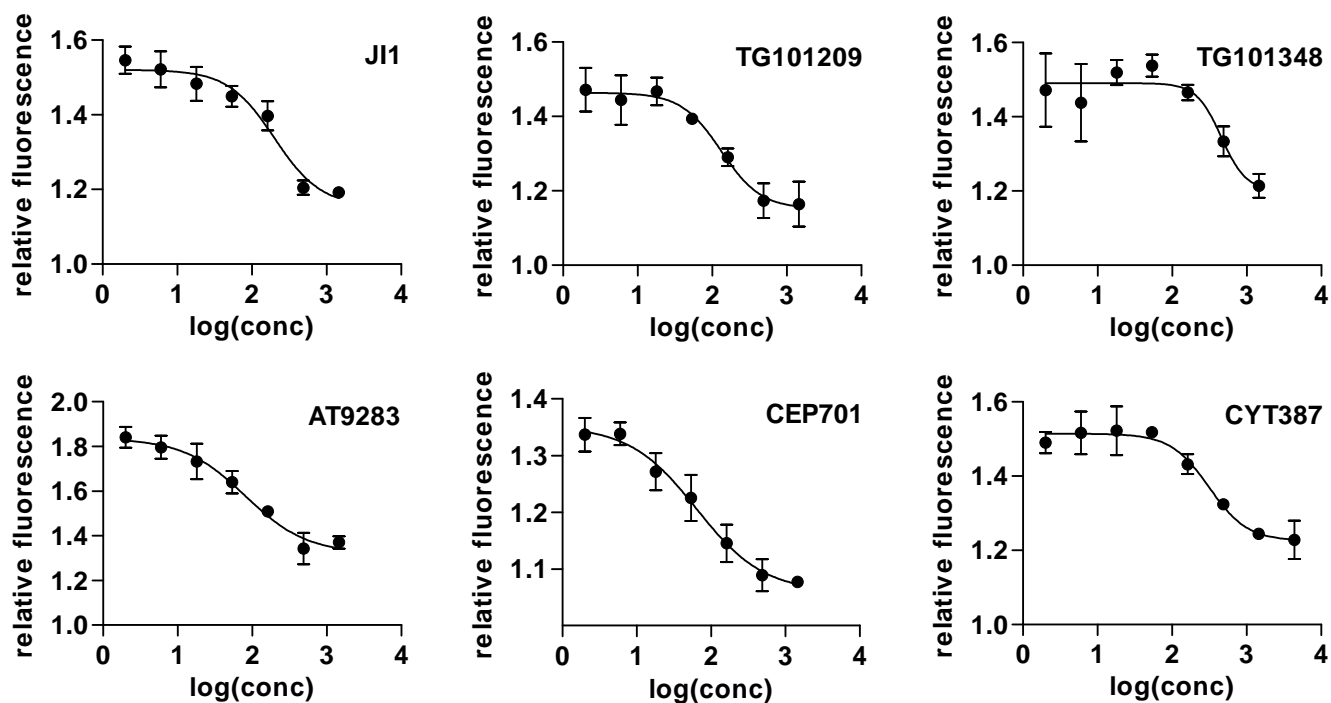 JI1
relative fluorescence
1.6
1.4
1.2
1.0
0 1 2 3 4
log(conc)
TG101209
relative fluorescence
1.6
1.4
1.2
1.0
0 1 2 3 4
log(conc)
TG101348
relative fluorescence
1.6
1.4
1.2
1.0
0 1 2 3 4
log(conc)
AT9283
relative fluorescence
2.0
1.8
1.6
1.4
1.2
1.0
0 1 2 3 4
log(conc)
CEP701
relative fluorescence
1.4
1.3
1.2
1.1
0 1 2 3 4
log(conc)
CYT387
relative fluorescence
1.6
1.4
1.2
1.0
0 1 2 3 4
log(conc)